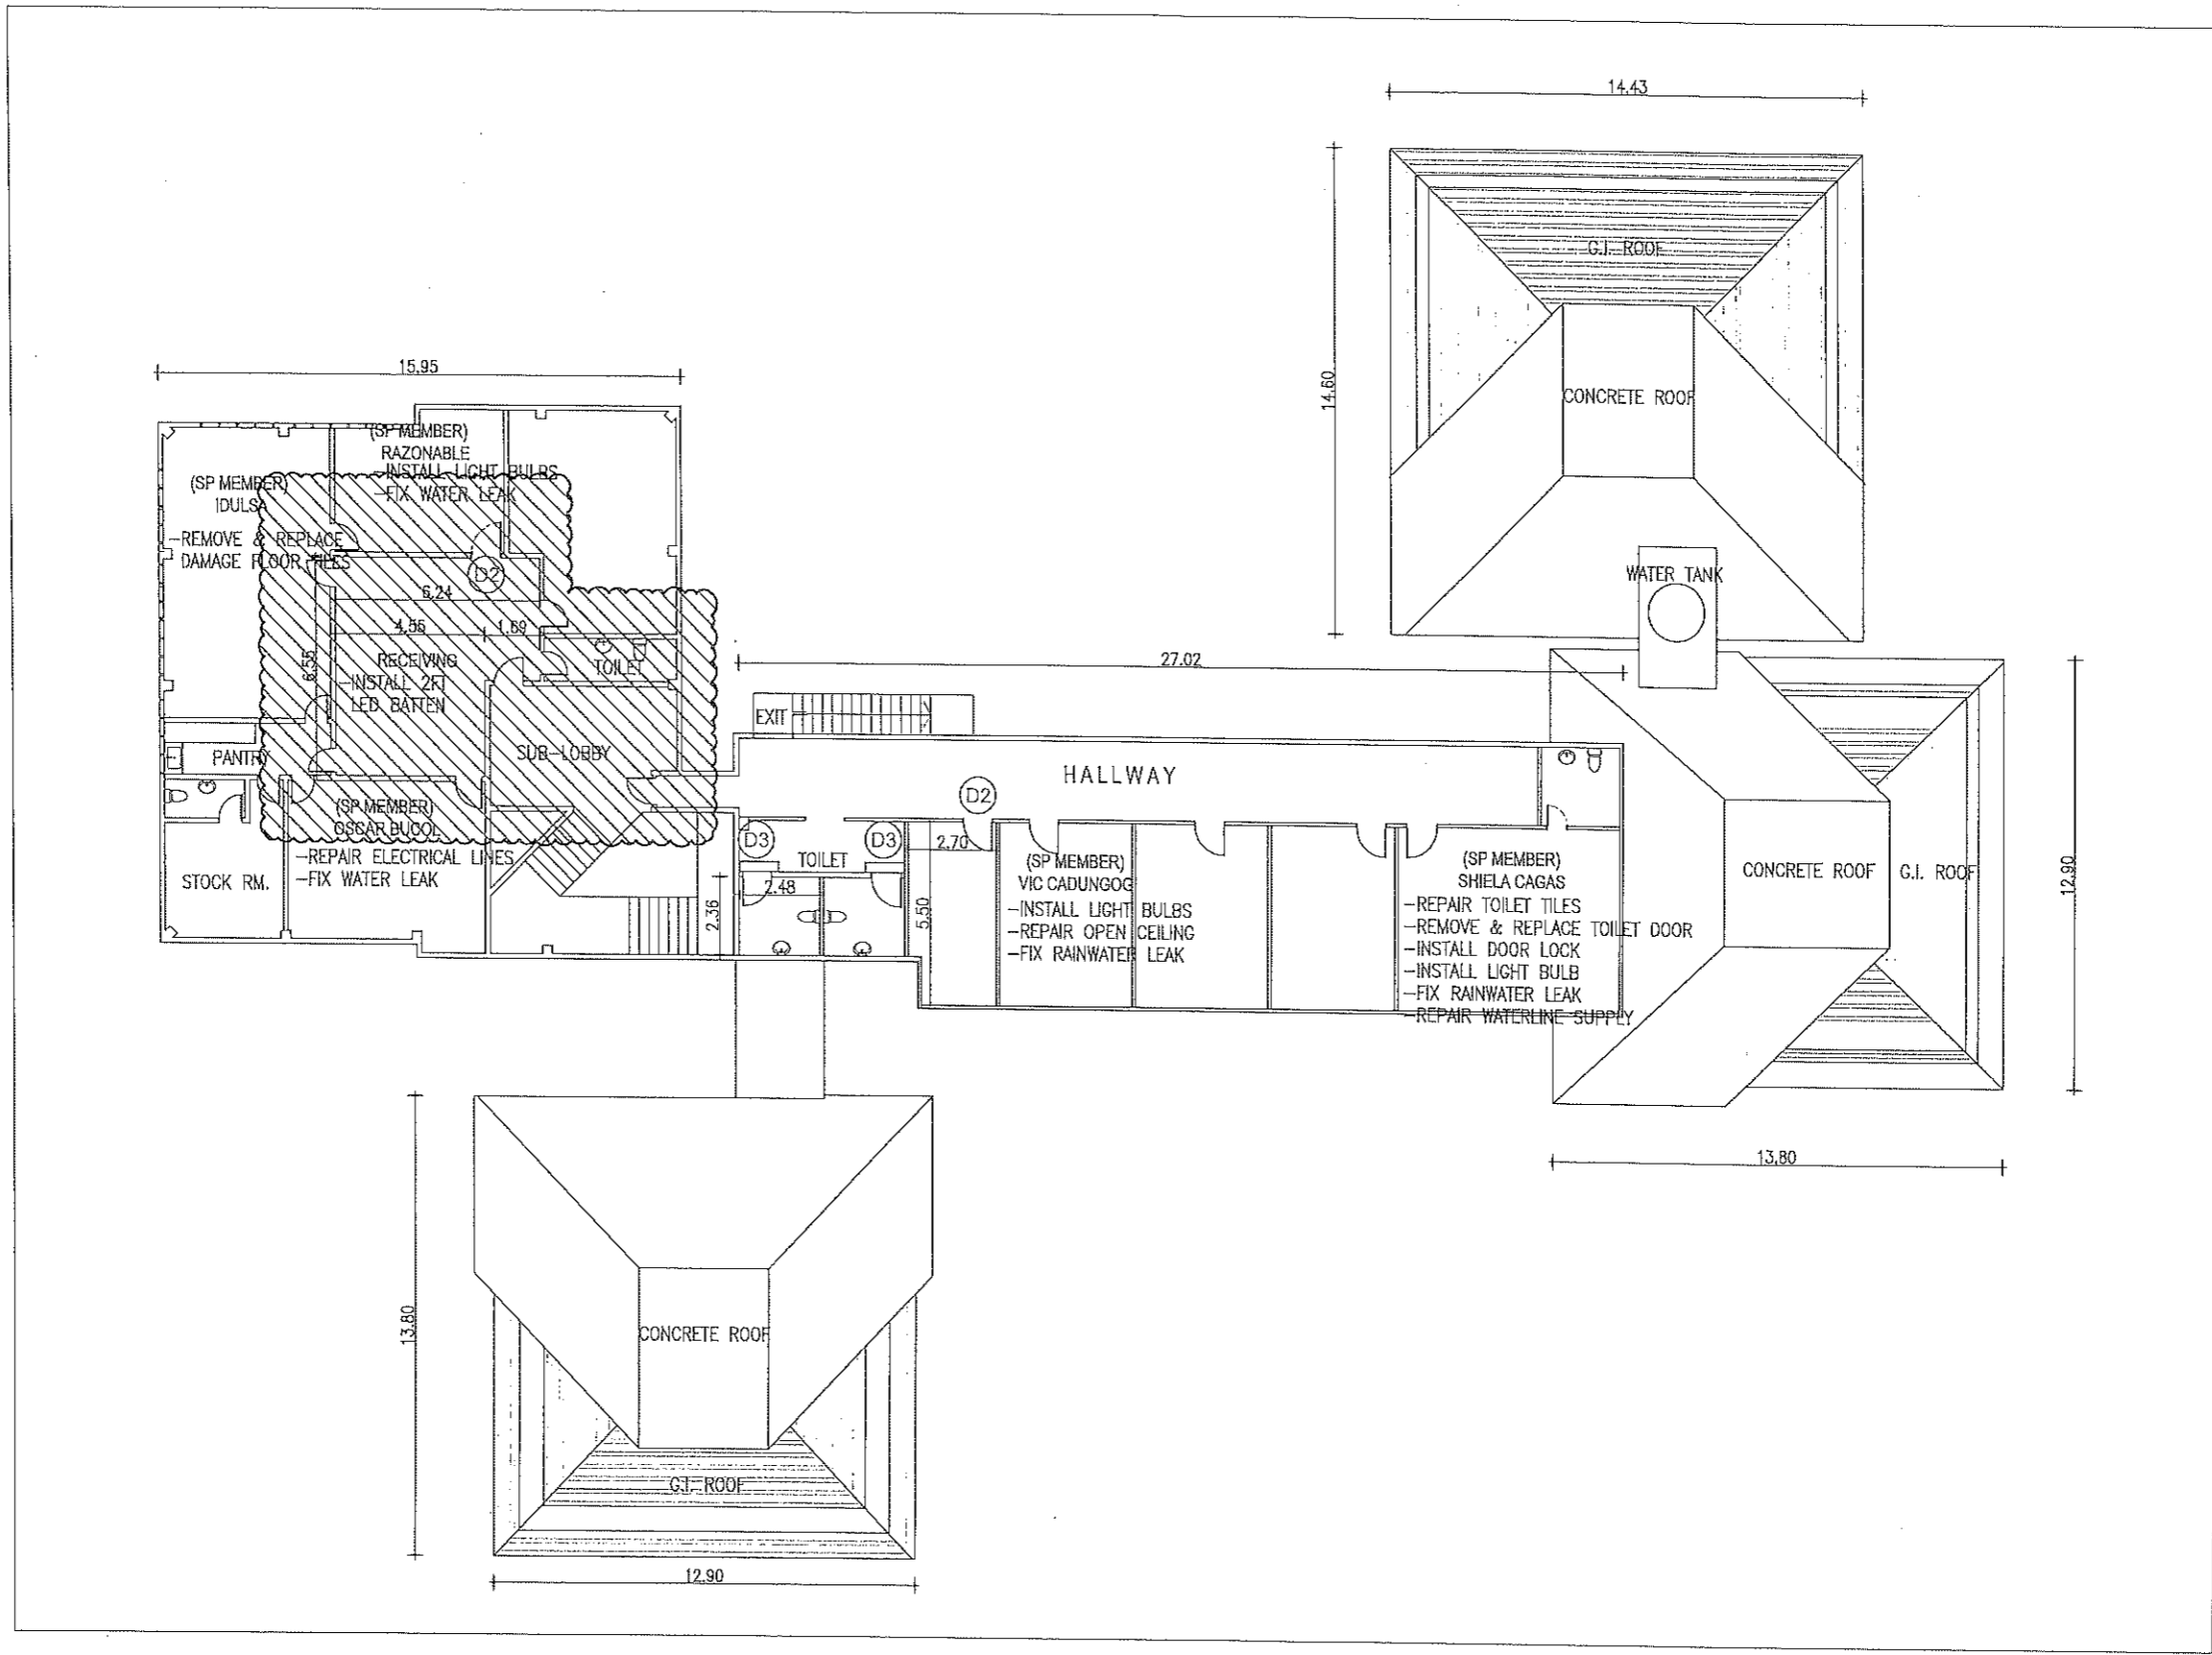 14.43
14.60
G.I. ROOF
CONCRETE ROOF
WATER TANK
15.95
(SP MEMBER)
RAZONABLE
-INSTALL LIGHT BULBS
-FIX WATER LEAK
(SP MEMBER)
IDULSA
-REMOVE & REPLACE
DAMAGE FLOOR TILES
D2
6.24
4.55
1.69
6.55
RECEIVING
-INSTALL 2FT
LED BATTEN
TOILET
SUB-LOBBY
PANTRY
(SP MEMBER)
OSCAR BUCOL
-REPAIR ELECTRICAL LINES
-FIX WATER LEAK
STOCK RM.
27.02
EXIT
HALLWAY
D2
D3
D3
TOILET
2.70
2.48
2.36
5.50
(SP MEMBER)
VIC CADUNGOG
-INSTALL LIGHT BULBS
-REPAIR OPEN CEILING
-FIX RAINWATER LEAK
(SP MEMBER)
SHIELA CAGAS
-REPAIR TOILET TILES
-REMOVE & REPLACE TOILET DOOR
-INSTALL DOOR LOCK
-INSTALL LIGHT BULB
-FIX RAINWATER LEAK
-REPAIR WATERLINE SUPPLY
CONCRETE ROOF
G.I. ROOF
12.90
13.80
13.80
CONCRETE ROOF
G.I. ROOF
12.90